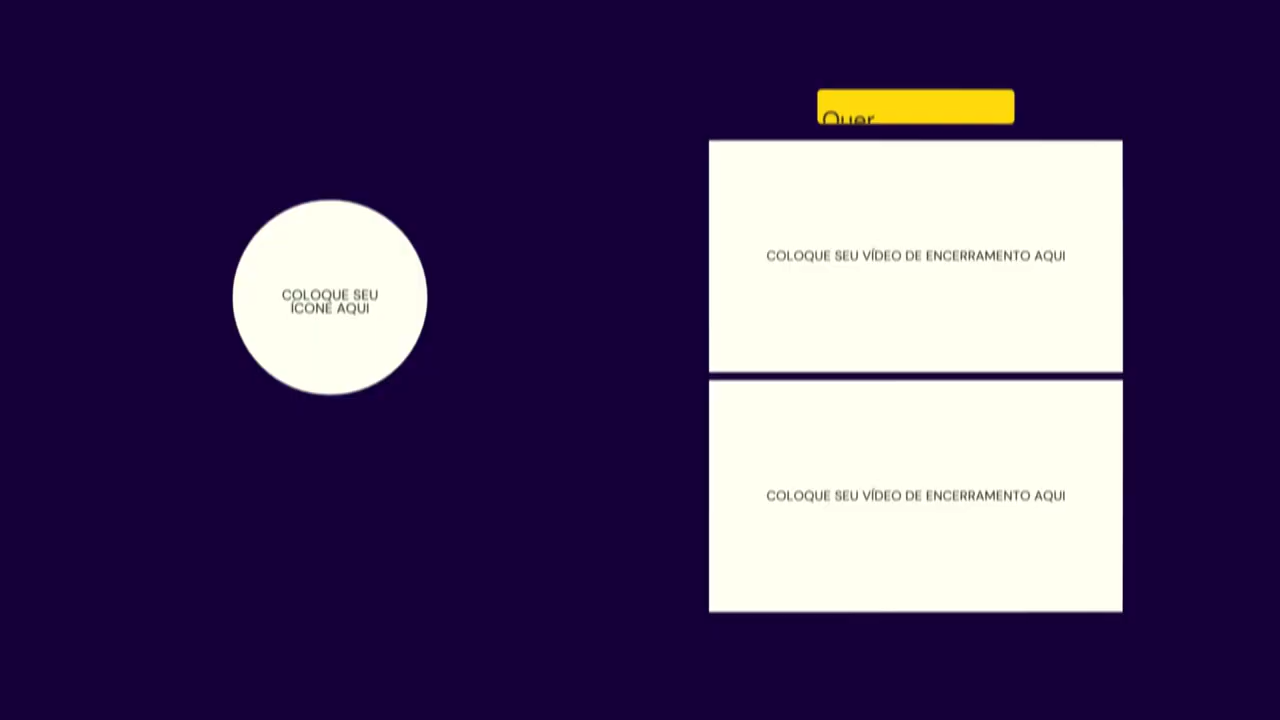 Quer
COLOQUE SEU
ÍCONE AQUI
COLOQUE SEU VÍDEO DE ENCERRAMENTO AQUI
COLOQUE SEU VÍDEO DE ENCERRAMENTO AQUI